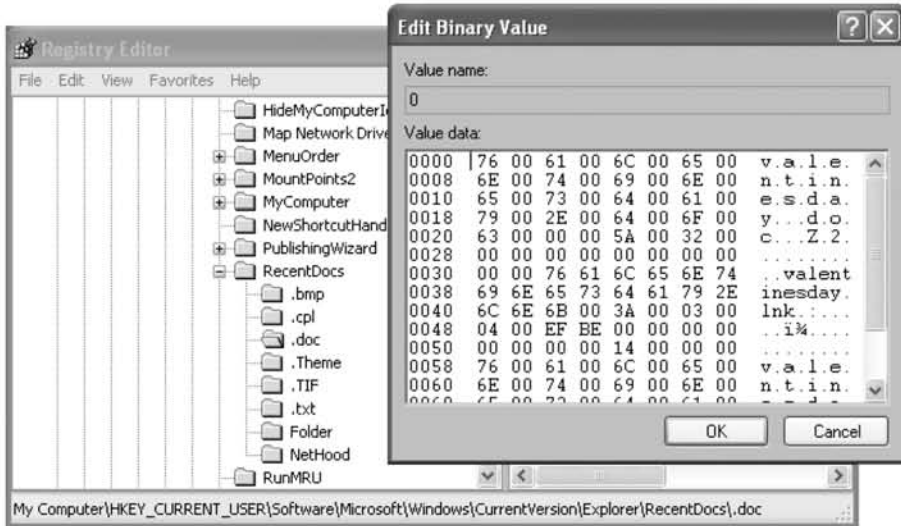 Registry Editor
File Edit View Favorites Help
HideMyComputerI
Map Network Drive
MenuOrder
MountPoints2
MyComputer
NewShortcutHand
PublishingWizard
RecentDocs
.bmp
.cpl
.doc
.Theme
.TIF
.txt
Folder
NetHood
RunMRU
My Computer\HKEY_CURRENT_USER\Software\Microsoft\Windows\CurrentVersion\Explorer\RecentDocs\.doc
Edit Binary Value
Value name:
0
Value data:
0000 76 00 61 00 6C 00 65 00 v.a.l.e.
0008 6E 00 74 00 69 00 6E 00 n.t.i.n.
0010 65 00 73 00 64 00 61 00 e.s.d.a.
0018 79 00 2E 00 64 00 6F 00 y...d.o.
0020 63 00 00 00 5A 00 32 00 c...Z.2.
0028 00 00 00 00 00 00 00 00 ........
0030 00 00 76 61 6C 65 6E 74 ..valent
0038 69 6E 65 73 64 61 79 2E inesday.
0040 6C 6E 6B 00 3A 00 03 00 lnk.:...
0048 04 00 EF BE 00 00 00 00 ..ï¾....
0050 00 00 00 00 14 00 00 00 ........
0058 76 00 61 00 6C 00 65 00 v.a.l.e.
0060 6E 00 74 00 69 00 6E 00 n.t.i.n.
OK Cancel